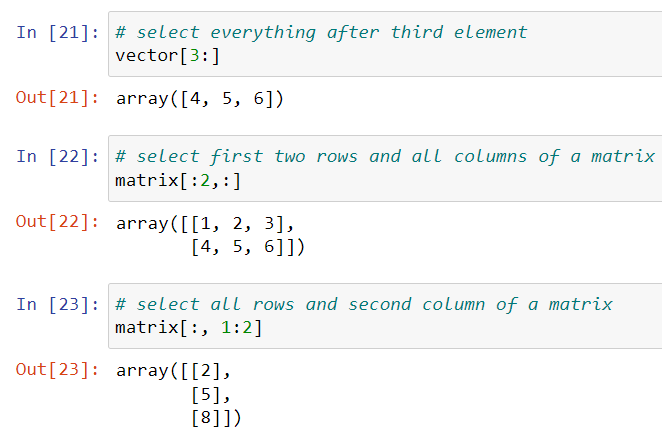 In [21]: # select everything after third element
vector[3:]
Out[21]: array([4, 5, 6])
In [22]: # select first two rows and all columns of a matrix
matrix[:2,:]
Out[22]: array([[1, 2, 3],
[4, 5, 6]])
In [23]: # select all rows and second column of a matrix
matrix[:, 1:2]
Out[23]: array([[2],
[5],
[8]])